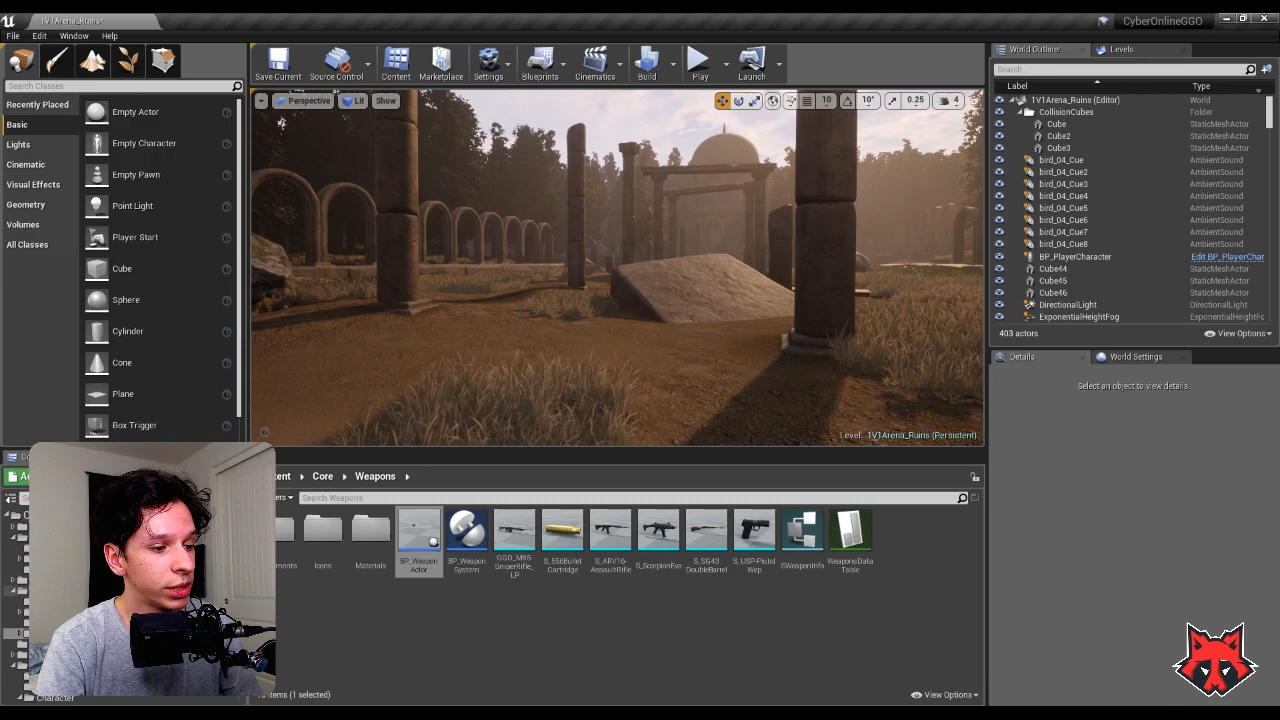 1V1Arena_Ruins*
CyberOnlineGGO
File Edit Window Help
Search Classes
Recently Placed
Basic
Lights
Cinematic
Visual Effects
Geometry
Volumes
All Classes
Empty Actor
Empty Character
Empty Pawn
Point Light
Player Start
Cube
Sphere
Cylinder
Cone
Plane
Box Trigger
Save Current
Source Control
Content
Marketplace
Settings
Blueprints
Cinematics
Build
Play
Launch
Perspective Lit Show
10 10° 0.25 4
Level: 1V1Arena_Ruins (Persistent)
World Outliner Levels
Search...
Label Type
1V1Arena_Ruins (Editor) World
CollisionCubes Folder
Cube StaticMeshActor
Cube2 StaticMeshActor
Cube3 StaticMeshActor
bird_04_Cue AmbientSound
bird_04_Cue2 AmbientSound
bird_04_Cue3 AmbientSound
bird_04_Cue4 AmbientSound
bird_04_Cue5 AmbientSound
bird_04_Cue6 AmbientSound
bird_04_Cue7 AmbientSound
bird_04_Cue8 AmbientSound
BP_PlayerCharacter Edit BP_PlayerChar
Cube44 StaticMeshActor
Cube45 StaticMeshActor
Cube46 StaticMeshActor
DirectionalLight DirectionalLight
ExponentialHeightFog ExponentialHeightFo
403 actors View Options
Details World Settings
Select an object to view details.
Core Weapons
Search Weapons
Icons
Materials
BP_Weapon
Actor
BP_Weapon
System
GGO_M85-
SniperRifle_
LP
S_556Bullet
Cartridge
S_ARV16-
AssaultRifle
S_ScorpionEvo
S_SG43
DoubleBarrel
S_USP-Pistol
Wep
SWeaponInfo
WeaponsData
Table
items (1 selected)
View Options
Character